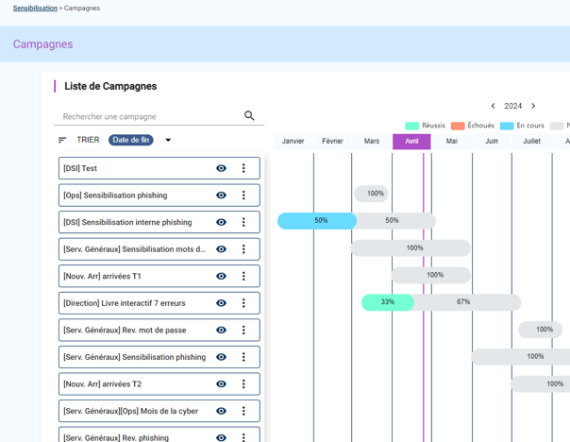 Sensibilisation > Campagnes
Campagnes
Liste de Campagnes
< 2024 >
Rechercher une campagne
Réussis Échoués En cours N
TRIER Date de fin
Janvier Février Mars Avril Mai Juin Juillet A
[DSI] Test
[Ops] Sensibilisation phishing 100%
[DSI] Sensibilisation interne phishing 50% 50%
[Serv. Généraux] Sensibilisation mots d... 100%
[Nouv. Arr] arrivées T1 100%
[Direction] Livre interactif 7 erreurs 33% 67%
[Serv. Généraux] Rev. mot de passe 100%
[Serv. Généraux] Sensibilisation phishing 100%
[Nouv. Arr] arrivées T2 100%
[Serv. Généraux][Ops] Mois de la cyber
[Serv. Généraux] Rev. phishing